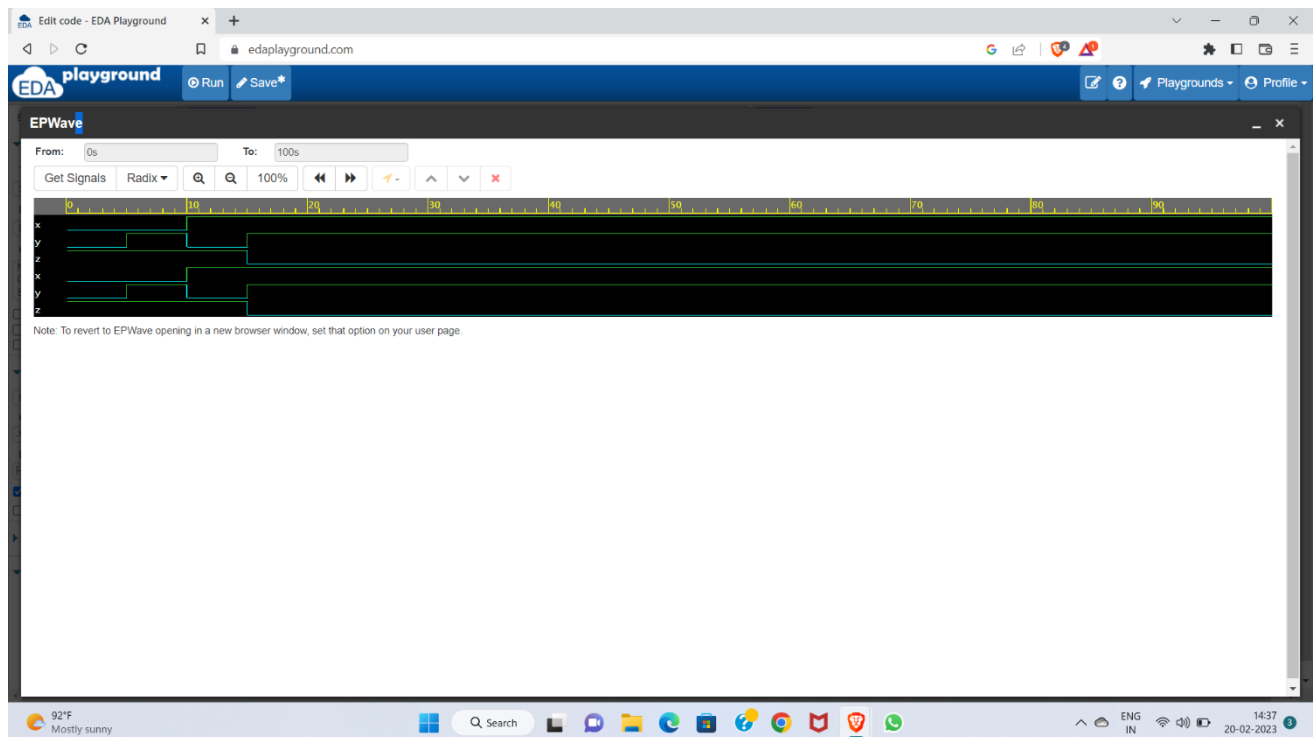 Edit code - EDA Playground
edaplayground.com
EDA playground
Run
Save*
Playgrounds
Profile
EPWave
From: 0s To: 100s
Get Signals Radix 100%
0 10 20 30 40 50 60 70 80 90
x
y
z
x
y
z
Note: To revert to EPWave opening in a new browser window, set that option on your user page.
92°F
Mostly sunny
Search
ENG
IN
14:37
20-02-2023
3